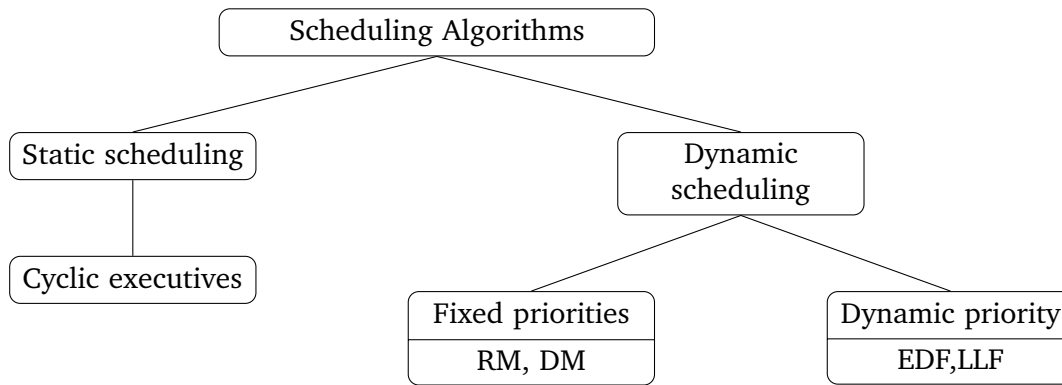 Scheduling Algorithms
Static scheduling
Dynamic
scheduling
Cyclic executives
Fixed priorities
RM, DM
Dynamic priority
EDF,LLF